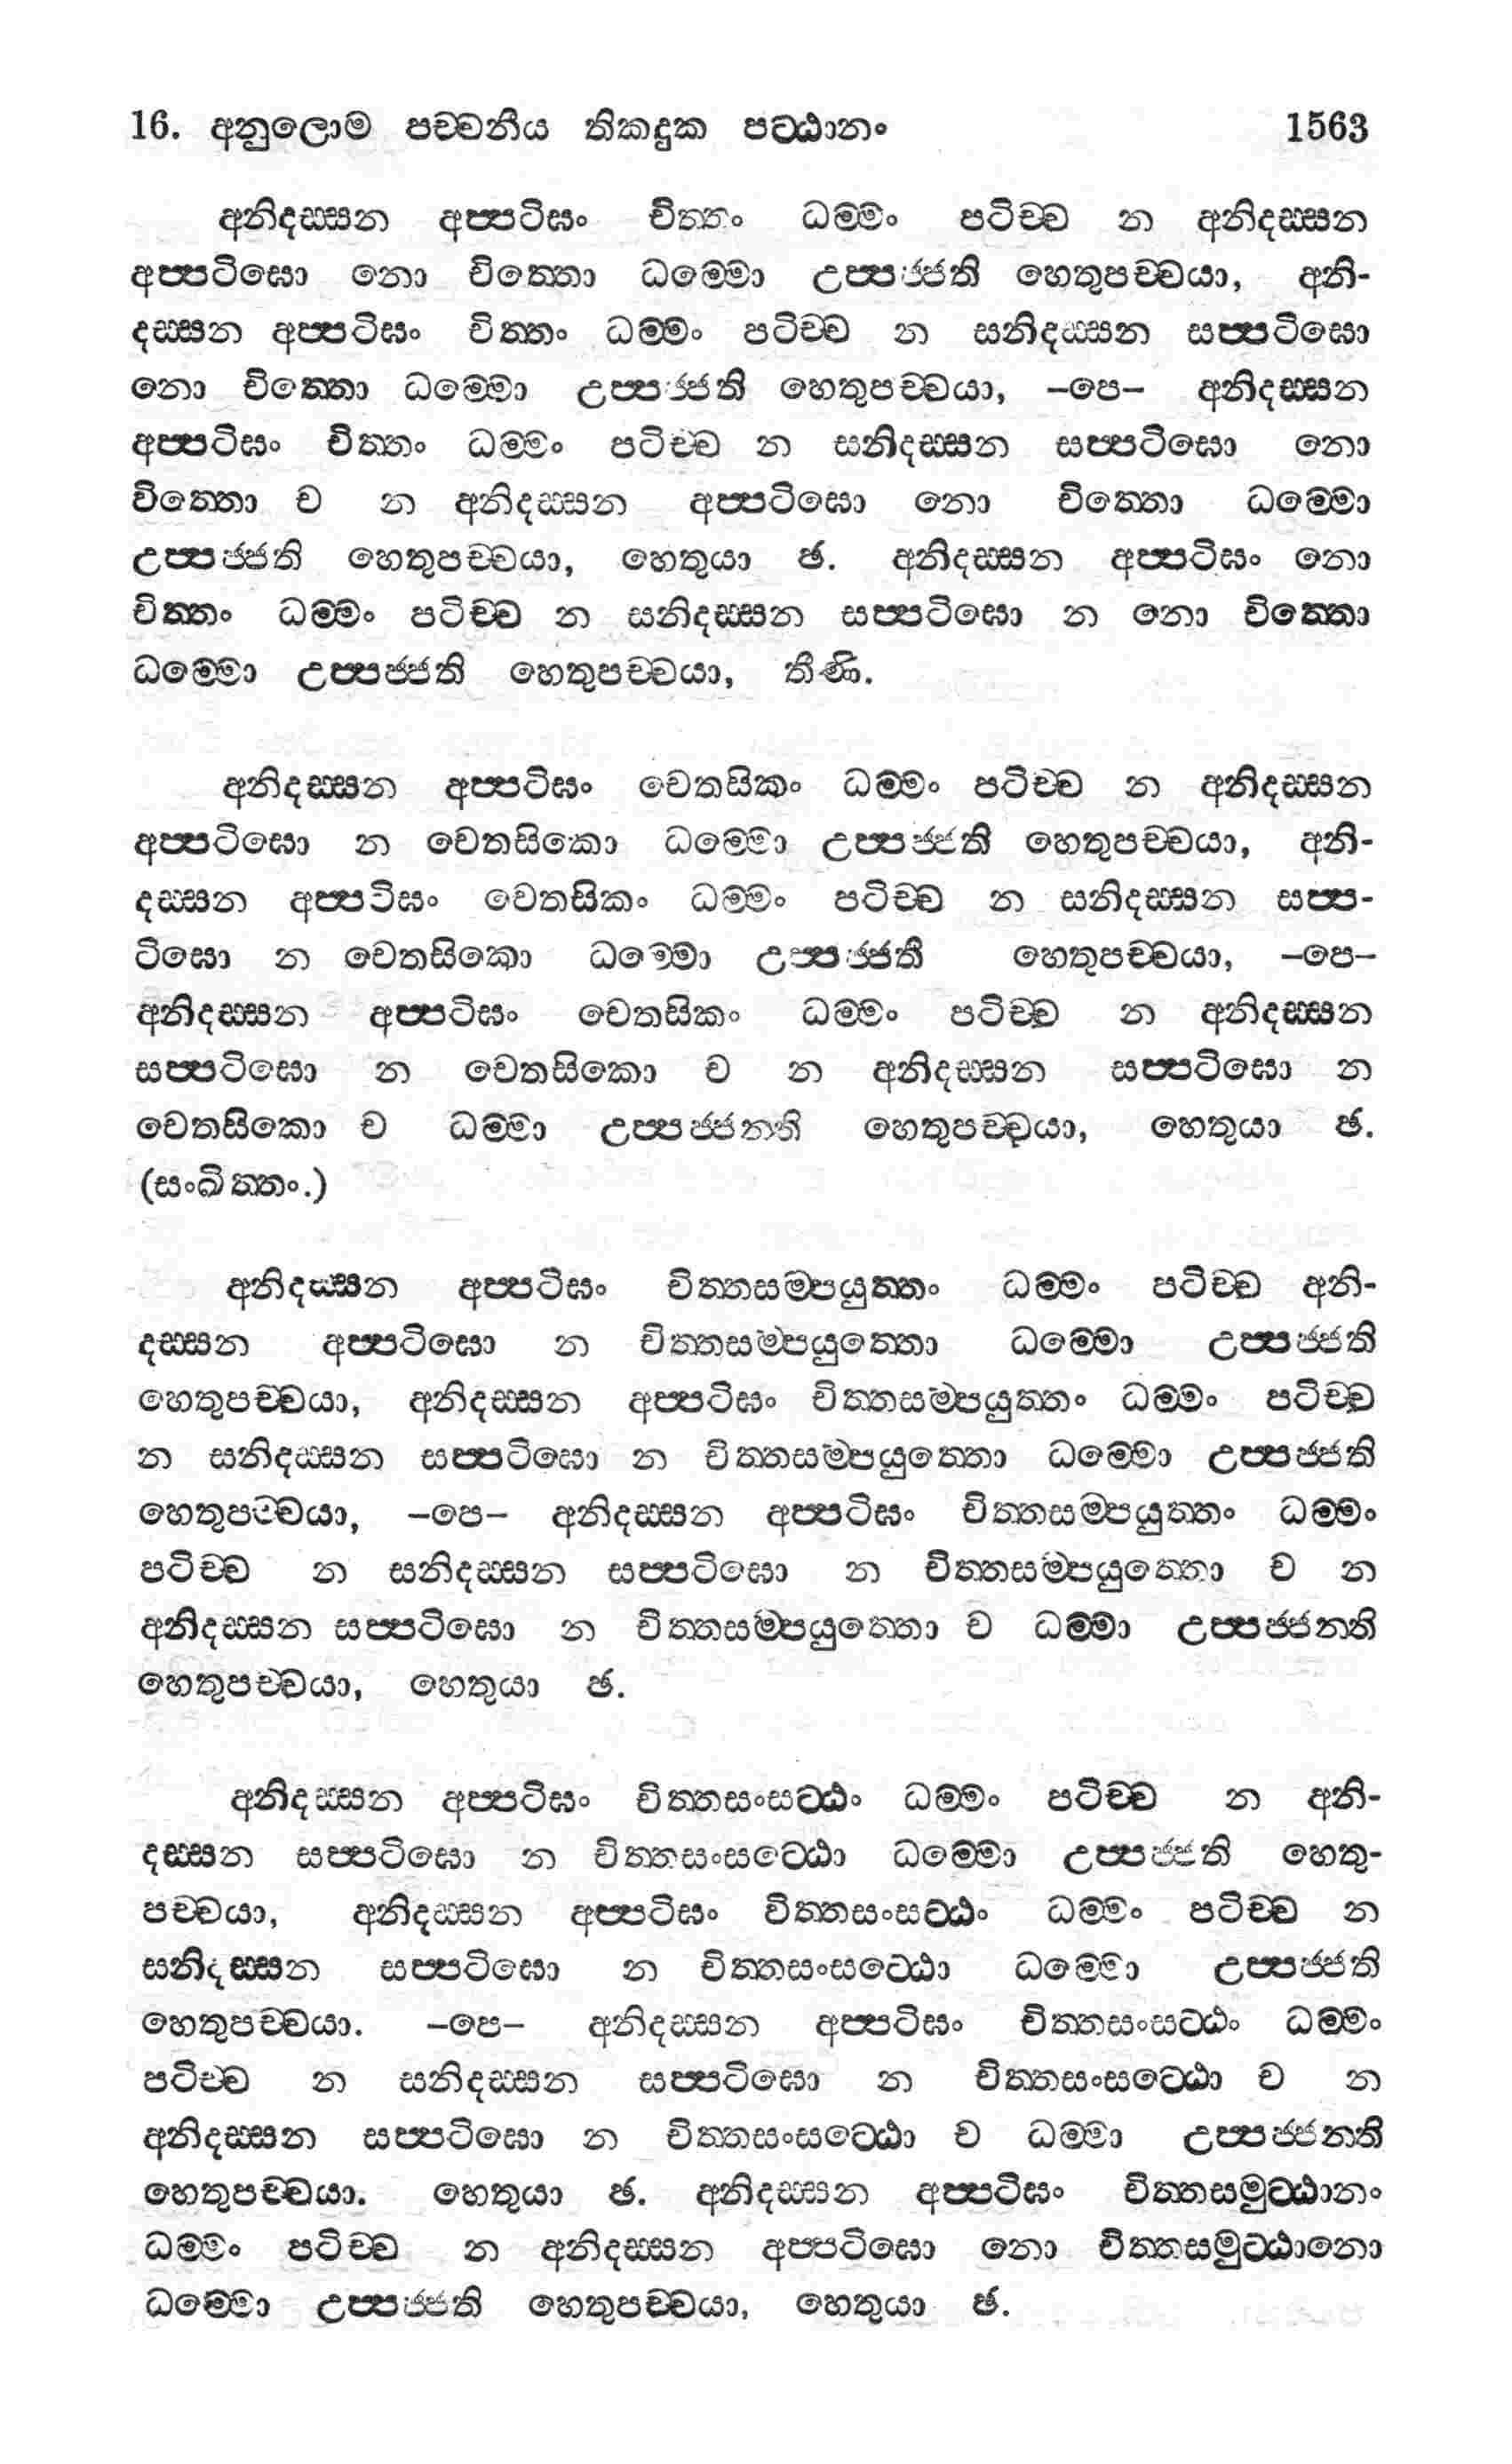 16. අනුලොම පච්චනීය තිකදුක පට්ඨානං 1563
අනිදස්සන අප්පටිඝං චිත්තං ධම්මං පටිච්ච න අනිදස්සන
අප්පටිඝො නො චිත්තො ධම්මො උප්පජ්ජති හෙතුපච්චයා, අනි-
දස්සන අප්පටිඝං චිත්තං ධම්මං පටිච්ච න සනිදස්සන සප්පටිඝො
නො චිත්තො ධම්මො උප්පජ්ජති හෙතුපච්චයා, –පෙ– අනිදස්සන
අප්පටිඝං චිත්තං ධම්මං පටිච්ච න සනිදස්සන සප්පටිඝො නො
චිත්තො ච න අනිදස්සන අප්පටිඝො නො චිත්තො ධම්මො
උප්පජ්ජති හෙතුපච්චයා, හෙතුයා ඡ. අනිදස්සන අප්පටිඝං නො
චිත්තං ධම්මං පටිච්ච න සනිදස්සන සප්පටිඝො න නො චිත්තො
ධම්මො උප්පජ්ජති හෙතුපච්චයා, තීණි.
අනිදස්සන අප්පටිඝං චෙතසිකං ධම්මං පටිච්ච න අනිදස්සන
අප්පටිඝො න චෙතසිකො ධම්මො උප්පජ්ජති හෙතුපච්චයා, අනි-
දස්සන අප්පටිඝං චෙතසිකං ධම්මං පටිච්ච න සනිදස්සන සප්ප-
ටිඝො න චෙතසිකො ධම්මො උප්පජ්ජති හෙතුපච්චයා, –පෙ–
අනිදස්සන අප්පටිඝං චෙතසිකං ධම්මං පටිච්ච න අනිදස්සන
සප්පටිඝො න චෙතසිකො ච න අනිදස්සන සප්පටිඝො න
චෙතසිකො ච ධම්මා උප්පජ්ජන්ති හෙතුපච්චයා, හෙතුයා ඡ.
(සංඛිත්තං.)
අනිදස්සන අප්පටිඝං චිත්තසම්පයුත්තං ධම්මං පටිච්ච අනි-
දස්සන අප්පටිඝො න චිත්තසම්පයුත්තො ධම්මො උප්පජ්ජති
හෙතුපච්චයා, අනිදස්සන අප්පටිඝං චිත්තසම්පයුත්තං ධම්මං පටිච්ච
න සනිදස්සන සප්පටිඝො න චිත්තසම්පයුත්තො ධම්මො උප්පජ්ජති
හෙතුපච්චයා, –පෙ– අනිදස්සන අප්පටිඝං චිත්තසම්පයුත්තං ධම්මං
පටිච්ච න සනිදස්සන සප්පටිඝො න චිත්තසම්පයුත්තො ච න
අනිදස්සන සප්පටිඝො න චිත්තසම්පයුත්තො ච ධම්මා උප්පජ්ජන්ති
හෙතුපච්චයා, හෙතුයා ඡ.
අනිදස්සන අප්පටිඝං චිත්තසංසට්ඨං ධම්මං පටිච්ච න අනි-
දස්සන සප්පටිඝො න චිත්තසංසට්ඨො ධම්මො උප්පජ්ජති හෙතු-
පච්චයා, අනිදස්සන අප්පටිඝං චිත්තසංසට්ඨං ධම්මං පටිච්ච න
සනිදස්සන සප්පටිඝො න චිත්තසංසට්ඨො ධම්මො උප්පජ්ජති
හෙතුපච්චයා. –පෙ– අනිදස්සන අප්පටිඝං චිත්තසංසට්ඨං ධම්මං
පටිච්ච න සනිදස්සන සප්පටිඝො න චිත්තසංසට්ඨො ච න
අනිදස්සන සප්පටිඝො න චිත්තසංසට්ඨො ච ධම්මා උප්පජ්ජන්ති
හෙතුපච්චයා. හෙතුයා ඡ. අනිදස්සන අප්පටිඝං චිත්තසමුට්ඨානං
ධම්මං පටිච්ච න අනිදස්සන අප්පටිඝො නො චිත්තසමුට්ඨානො
ධම්මො උප්පජ්ජති හෙතුපච්චයා, හෙතුයා ඡ.